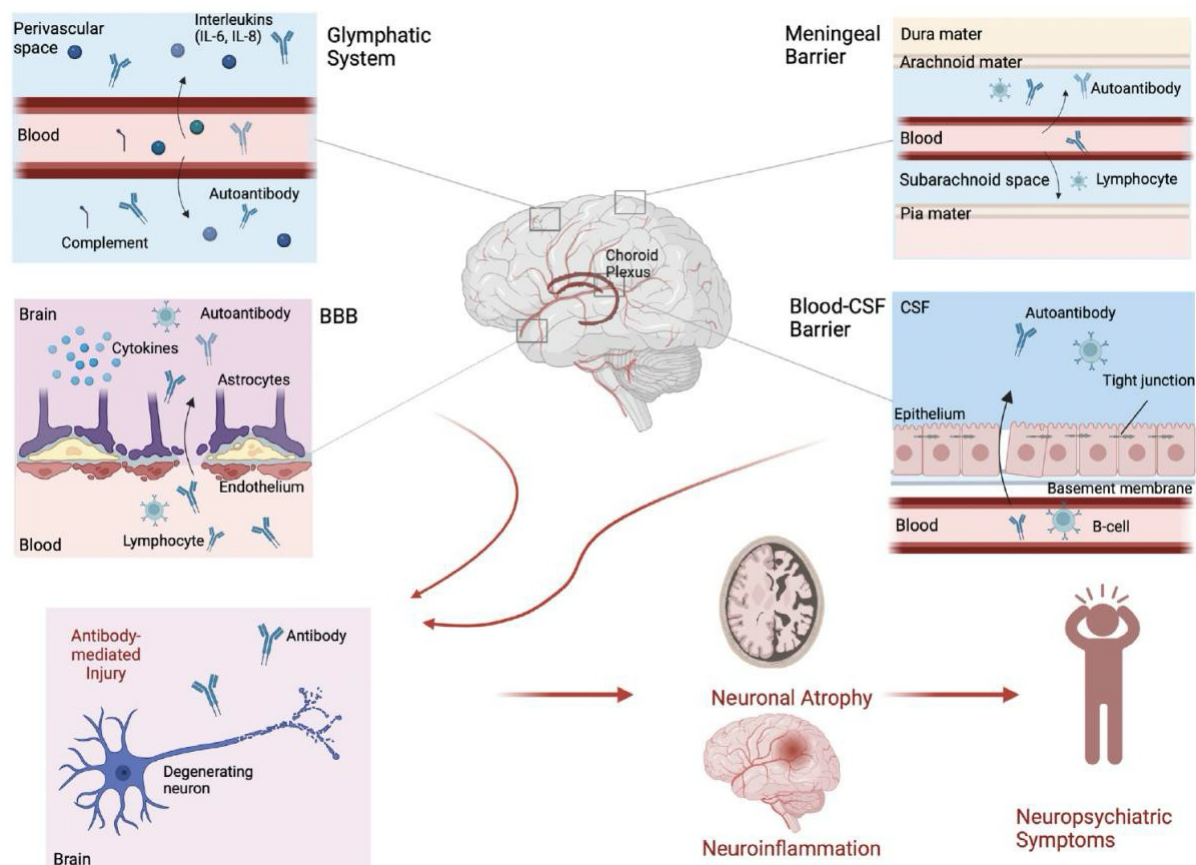 Perivascular
space
Interleukins
(IL-6, IL-8)
Blood
Autoantibody
Complement
Glymphatic
System
Meningeal
Barrier
Dura mater
Arachnoid mater
Autoantibody
Blood
Subarachnoid space
Lymphocyte
Pia mater
Choroid
Plexus
Brain
Autoantibody
Cytokines
Astrocytes
Endothelium
Lymphocyte
Blood
BBB
Blood-CSF
Barrier
CSF
Autoantibody
Tight junction
Epithelium
Basement membrane
Blood
B-cell
Antibody-
mediated
Injury
Antibody
Degenerating
neuron
Brain
Neuronal Atrophy
Neuroinflammation
Neuropsychiatric
Symptoms